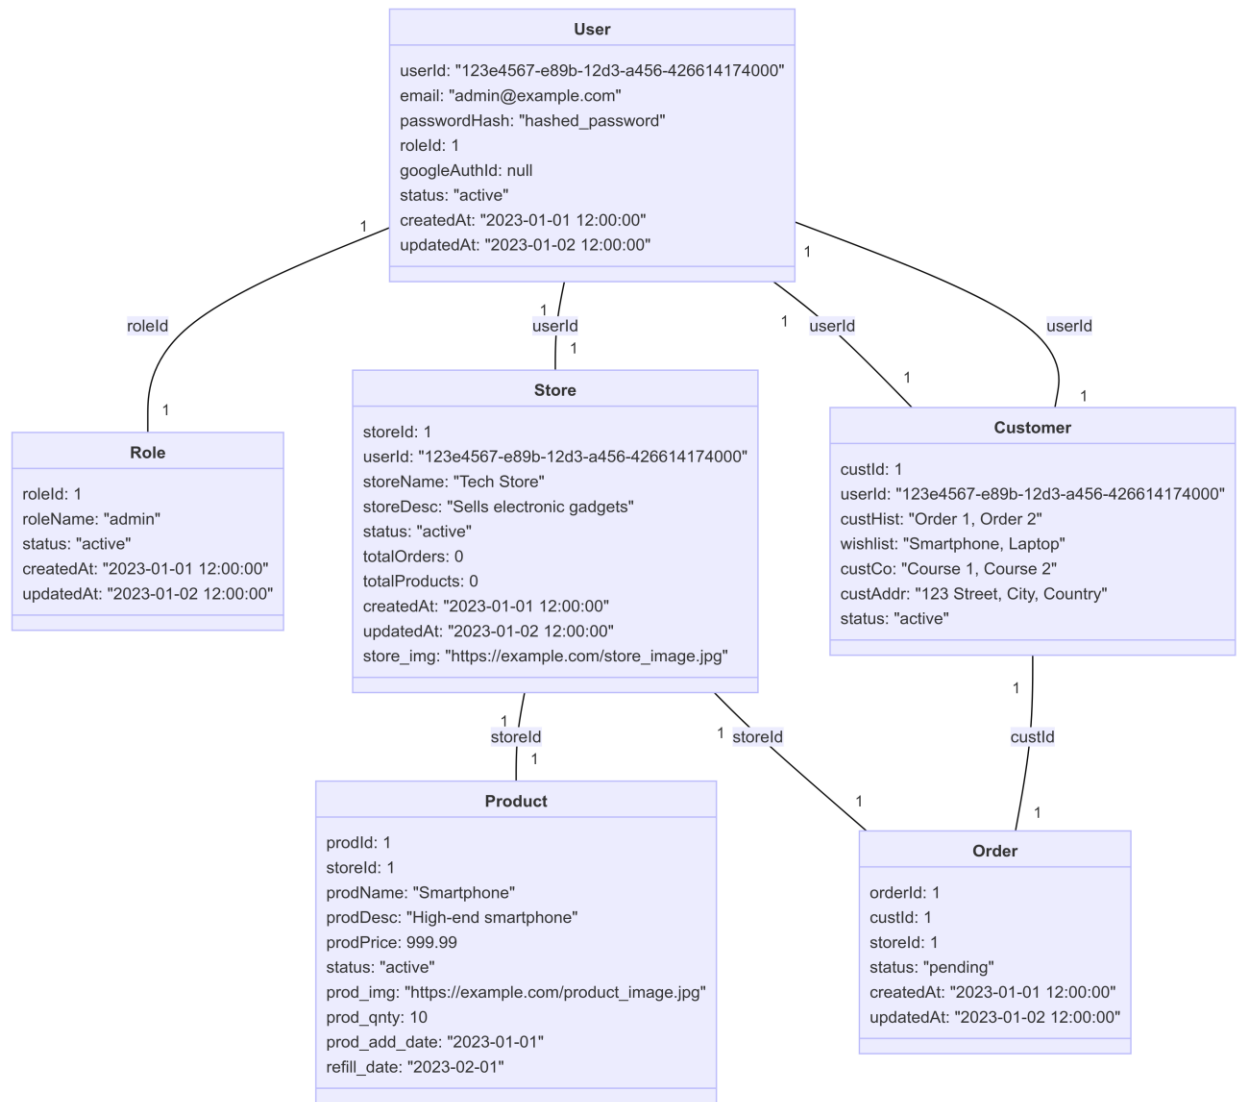 User
userId: "123e4567-e89b-12d3-a456-426614174000"
email: "admin@example.com"
passwordHash: "hashed_password"
roleId: 1
googleAuthId: null
status: "active"
createdAt: "2023-01-01 12:00:00"
updatedAt: "2023-01-02 12:00:00"
1
1
1
1
roleId
userId
userId
userId
1
1
1
1
Role
roleId: 1
roleName: "admin"
status: "active"
createdAt: "2023-01-01 12:00:00"
updatedAt: "2023-01-02 12:00:00"
Store
storeId: 1
userId: "123e4567-e89b-12d3-a456-426614174000"
storeName: "Tech Store"
storeDesc: "Sells electronic gadgets"
status: "active"
totalOrders: 0
totalProducts: 0
createdAt: "2023-01-01 12:00:00"
updatedAt: "2023-01-02 12:00:00"
store_img: "https://example.com/store_image.jpg"
Customer
custId: 1
userId: "123e4567-e89b-12d3-a456-426614174000"
custHist: "Order 1, Order 2"
wishlist: "Smartphone, Laptop"
custCo: "Course 1, Course 2"
custAddr: "123 Street, City, Country"
status: "active"
1
1
1
storeId
storeId
custId
1
1
1
Product
prodId: 1
storeId: 1
prodName: "Smartphone"
prodDesc: "High-end smartphone"
prodPrice: 999.99
status: "active"
prod_img: "https://example.com/product_image.jpg"
prod_qnty: 10
prod_add_date: "2023-01-01"
refill_date: "2023-02-01"
Order
orderId: 1
custId: 1
storeId: 1
status: "pending"
createdAt: "2023-01-01 12:00:00"
updatedAt: "2023-01-02 12:00:00"